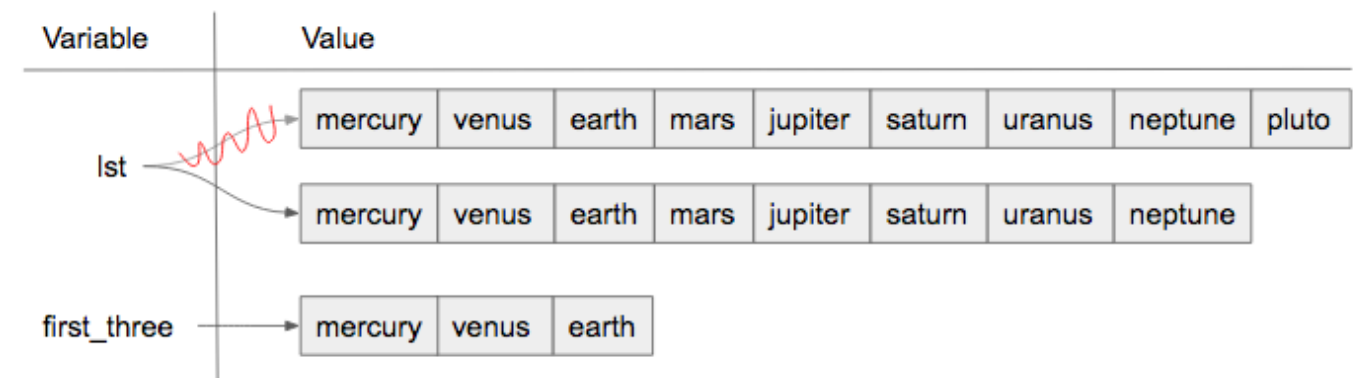 Variable Value
mercury venus earth mars jupiter saturn uranus neptune pluto
lst
mercury venus earth mars jupiter saturn uranus neptune
first_three mercury venus earth